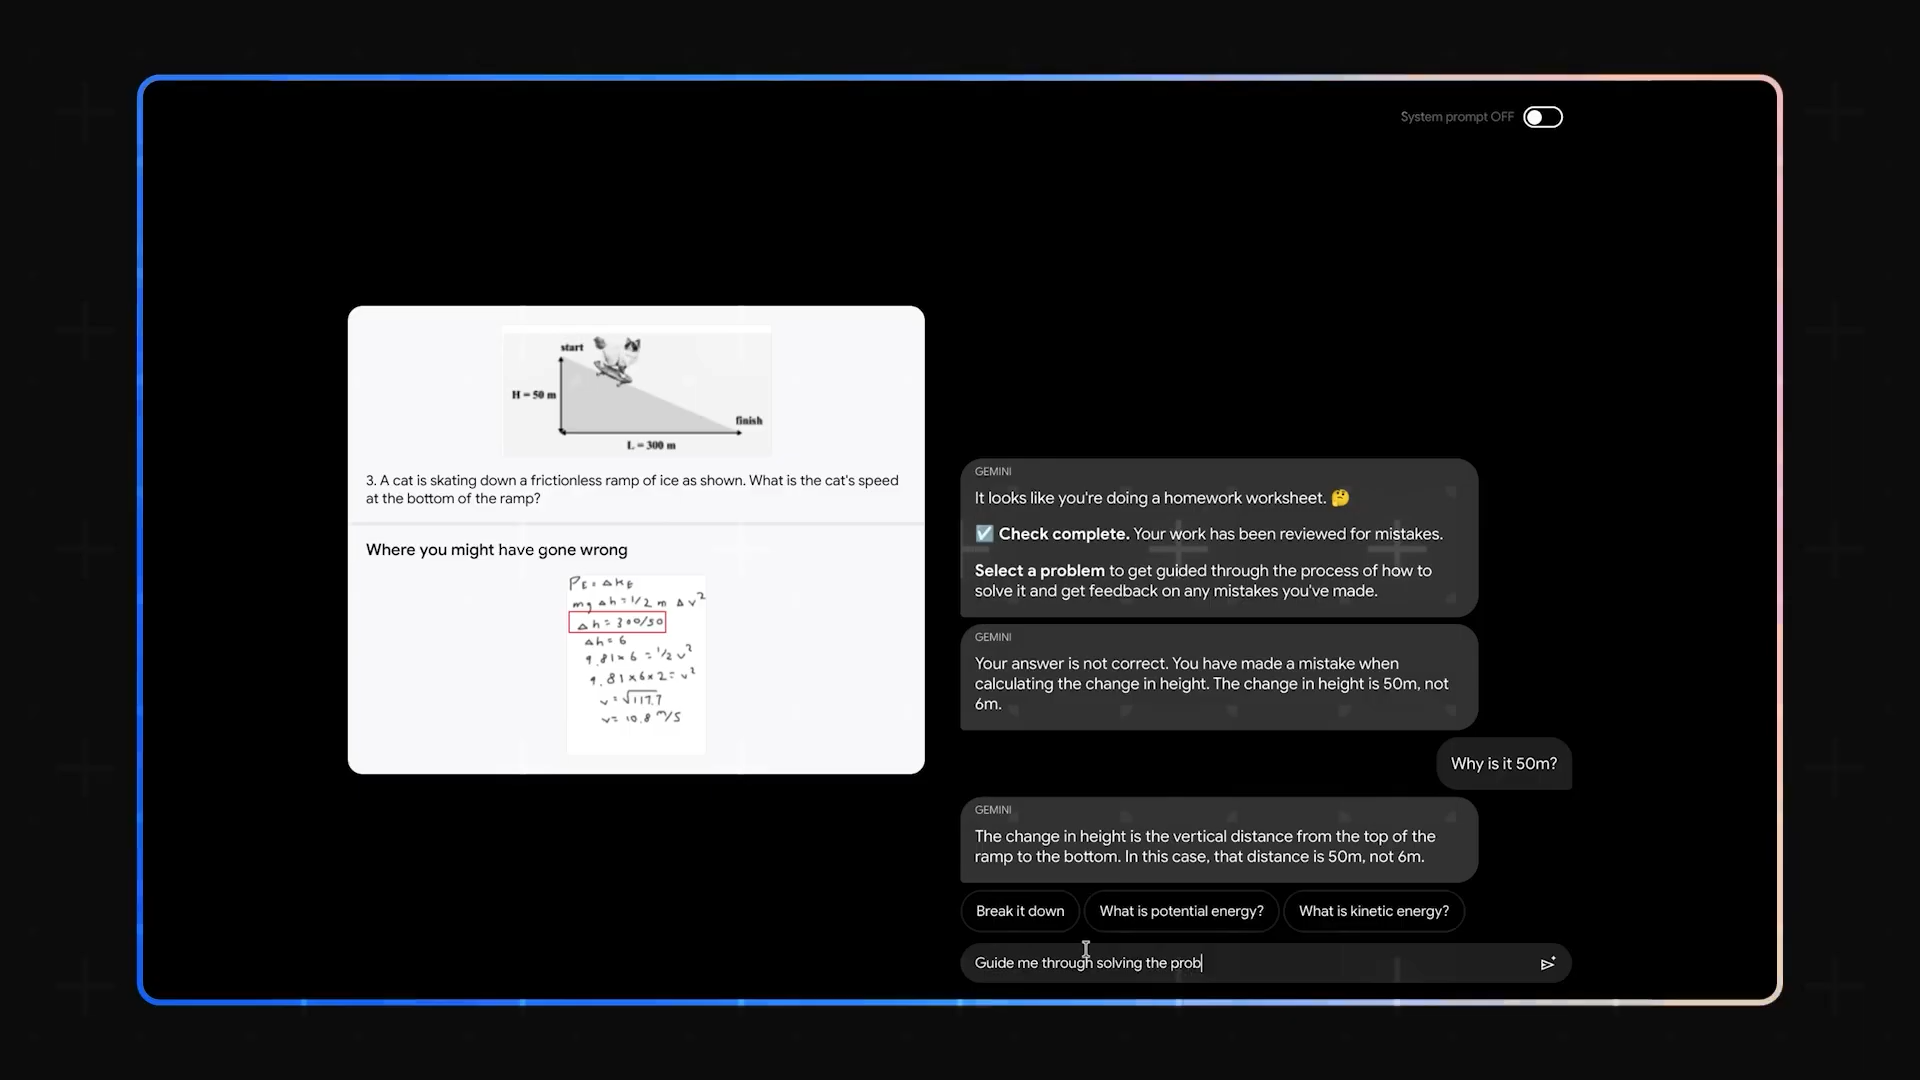 System prompt OFF
start
H = 50 m
finish
L = 300 m
3. A cat is skating down a frictionless ramp of ice as shown. What is the cat's speed
at the bottom of the ramp?
Where you might have gone wrong
PE = ΔKE
mg Δh = 1/2 m Δv²
Δh = 300/50
Δh = 6
9.81×6 = 1/2 v²
9.81×6×2 = v²
v = √117.7
v = 10.8 m/s
GEMINI
It looks like you're doing a homework worksheet. 🤔
☑️ Check complete. Your work has been reviewed for mistakes.
Select a problem to get guided through the process of how to
solve it and get feedback on any mistakes you've made.
GEMINI
Your answer is not correct. You have made a mistake when
calculating the change in height. The change in height is 50m, not
6m.
Why is it 50m?
GEMINI
The change in height is the vertical distance from the top of the
ramp to the bottom. In this case, that distance is 50m, not 6m.
Break it down
What is potential energy?
What is kinetic energy?
Guide me through solving the prob